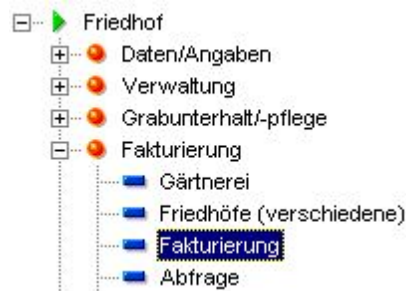 Friedhof
Daten/Angaben
Verwaltung
Grabunterhalt/-pflege
Fakturierung
Gärtnerei
Friedhöfe (verschiedene)
Fakturierung
Abfrage